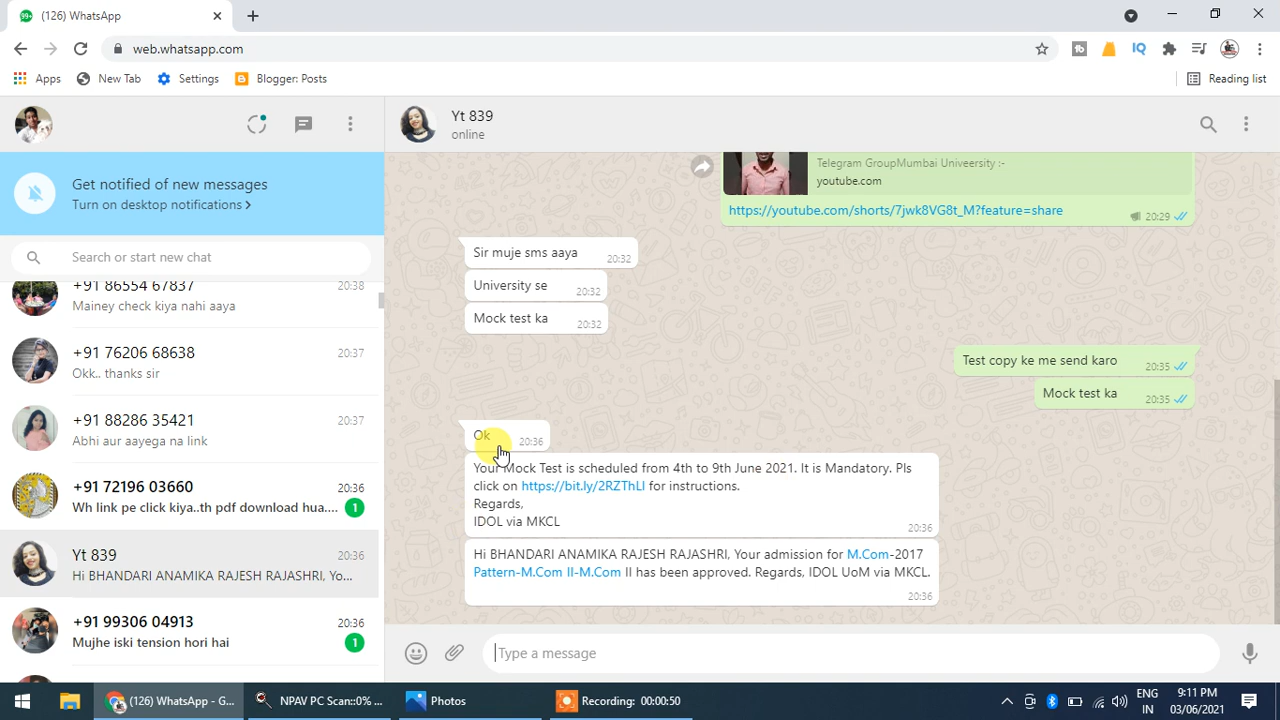 (126) WhatsApp
web.whatsapp.com
IQ
Apps
New Tab
Settings
Blogger: Posts
Reading list
Yt 839
online
Get notified of new messages
Turn on desktop notifications >
Search or start new chat
+91 86554 67837
20:38
Mainey check kiya nahi aaya
+91 76206 68638
20:37
Okk.. thanks sir
+91 88286 35421
20:37
Abhi aur aayega na link
+91 72196 03660
20:36
Wh link pe click kiya..th pdf download hua....
1
Yt 839
20:36
Hi BHANDARI ANAMIKA RAJESH RAJASHRI, Yo...
+91 99306 04913
20:36
Mujhe iski tension hori hai
1
Telegram GroupMumbai Univeersity :-
youtube.com
https://youtube.com/shorts/7jwk8VG8t_M?feature=share
20:29
Sir muje sms aaya
20:32
University se
20:32
Mock test ka
20:32
Test copy ke me send karo
20:35
Mock test ka
20:35
Ok
20:36
Your Mock Test is scheduled from 4th to 9th June 2021. It is Mandatory. Pls
click on https://bit.ly/2RZThLl for instructions.
Regards,
IDOL via MKCL
20:36
Hi BHANDARI ANAMIKA RAJESH RAJASHRI, Your admission for M.Com-2017
Pattern-M.Com II-M.Com II has been approved. Regards, IDOL UoM via MKCL.
20:36
Type a message
(126) WhatsApp - G...
NPAV PC Scan::0% ...
Photos
Recording: 00:00:50
ENG
IN
9:11 PM
03/06/2021